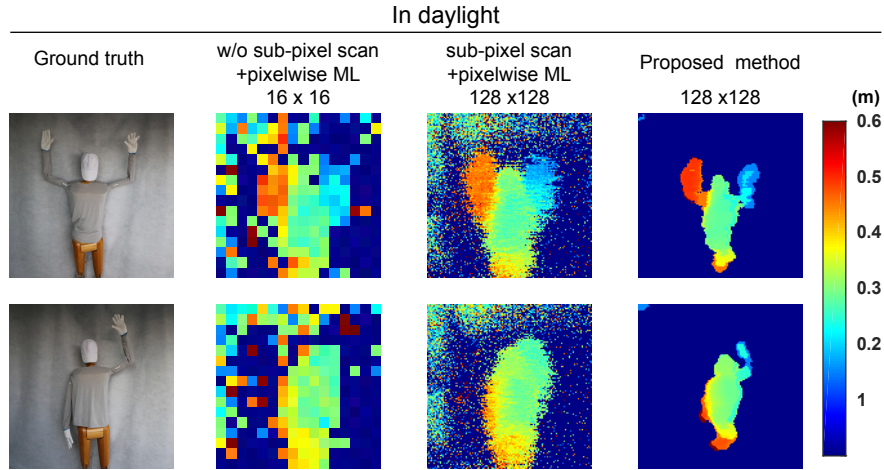 In daylight
Ground truth
w/o sub-pixel scan
+pixelwise ML
16 x 16
sub-pixel scan
+pixelwise ML
128 x128
Proposed method
128 x128
(m)
0.6
0.5
0.4
0.3
0.2
1